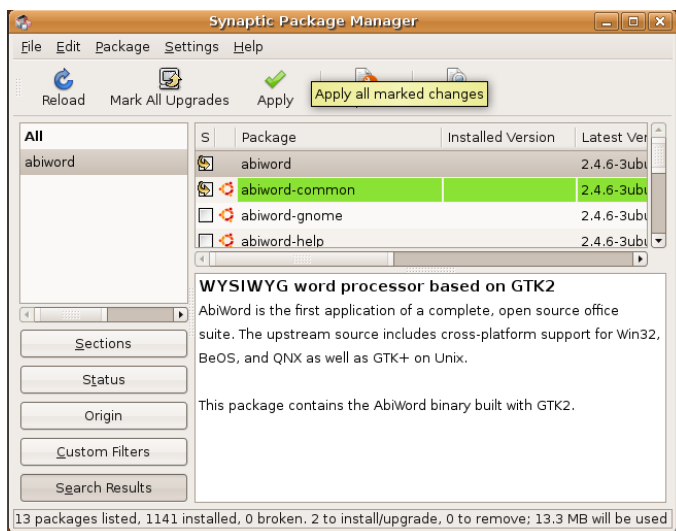 Synaptic Package Manager
File Edit Package Settings Help
Reload Mark All Upgrades Apply
Apply all marked changes
All
abiword
S Package Installed Version Latest Ver
abiword 2.4.6-3ubu
abiword-common 2.4.6-3ubu
abiword-gnome 2.4.6-3ubu
abiword-help 2.4.6-3ubu
WYSIWYG word processor based on GTK2
AbiWord is the first application of a complete, open source office
suite. The upstream source includes cross-platform support for Win32,
BeOS, and QNX as well as GTK+ on Unix.
This package contains the AbiWord binary built with GTK2.
Sections
Status
Origin
Custom Filters
Search Results
13 packages listed, 1141 installed, 0 broken. 2 to install/upgrade, 0 to remove; 13.3 MB will be used